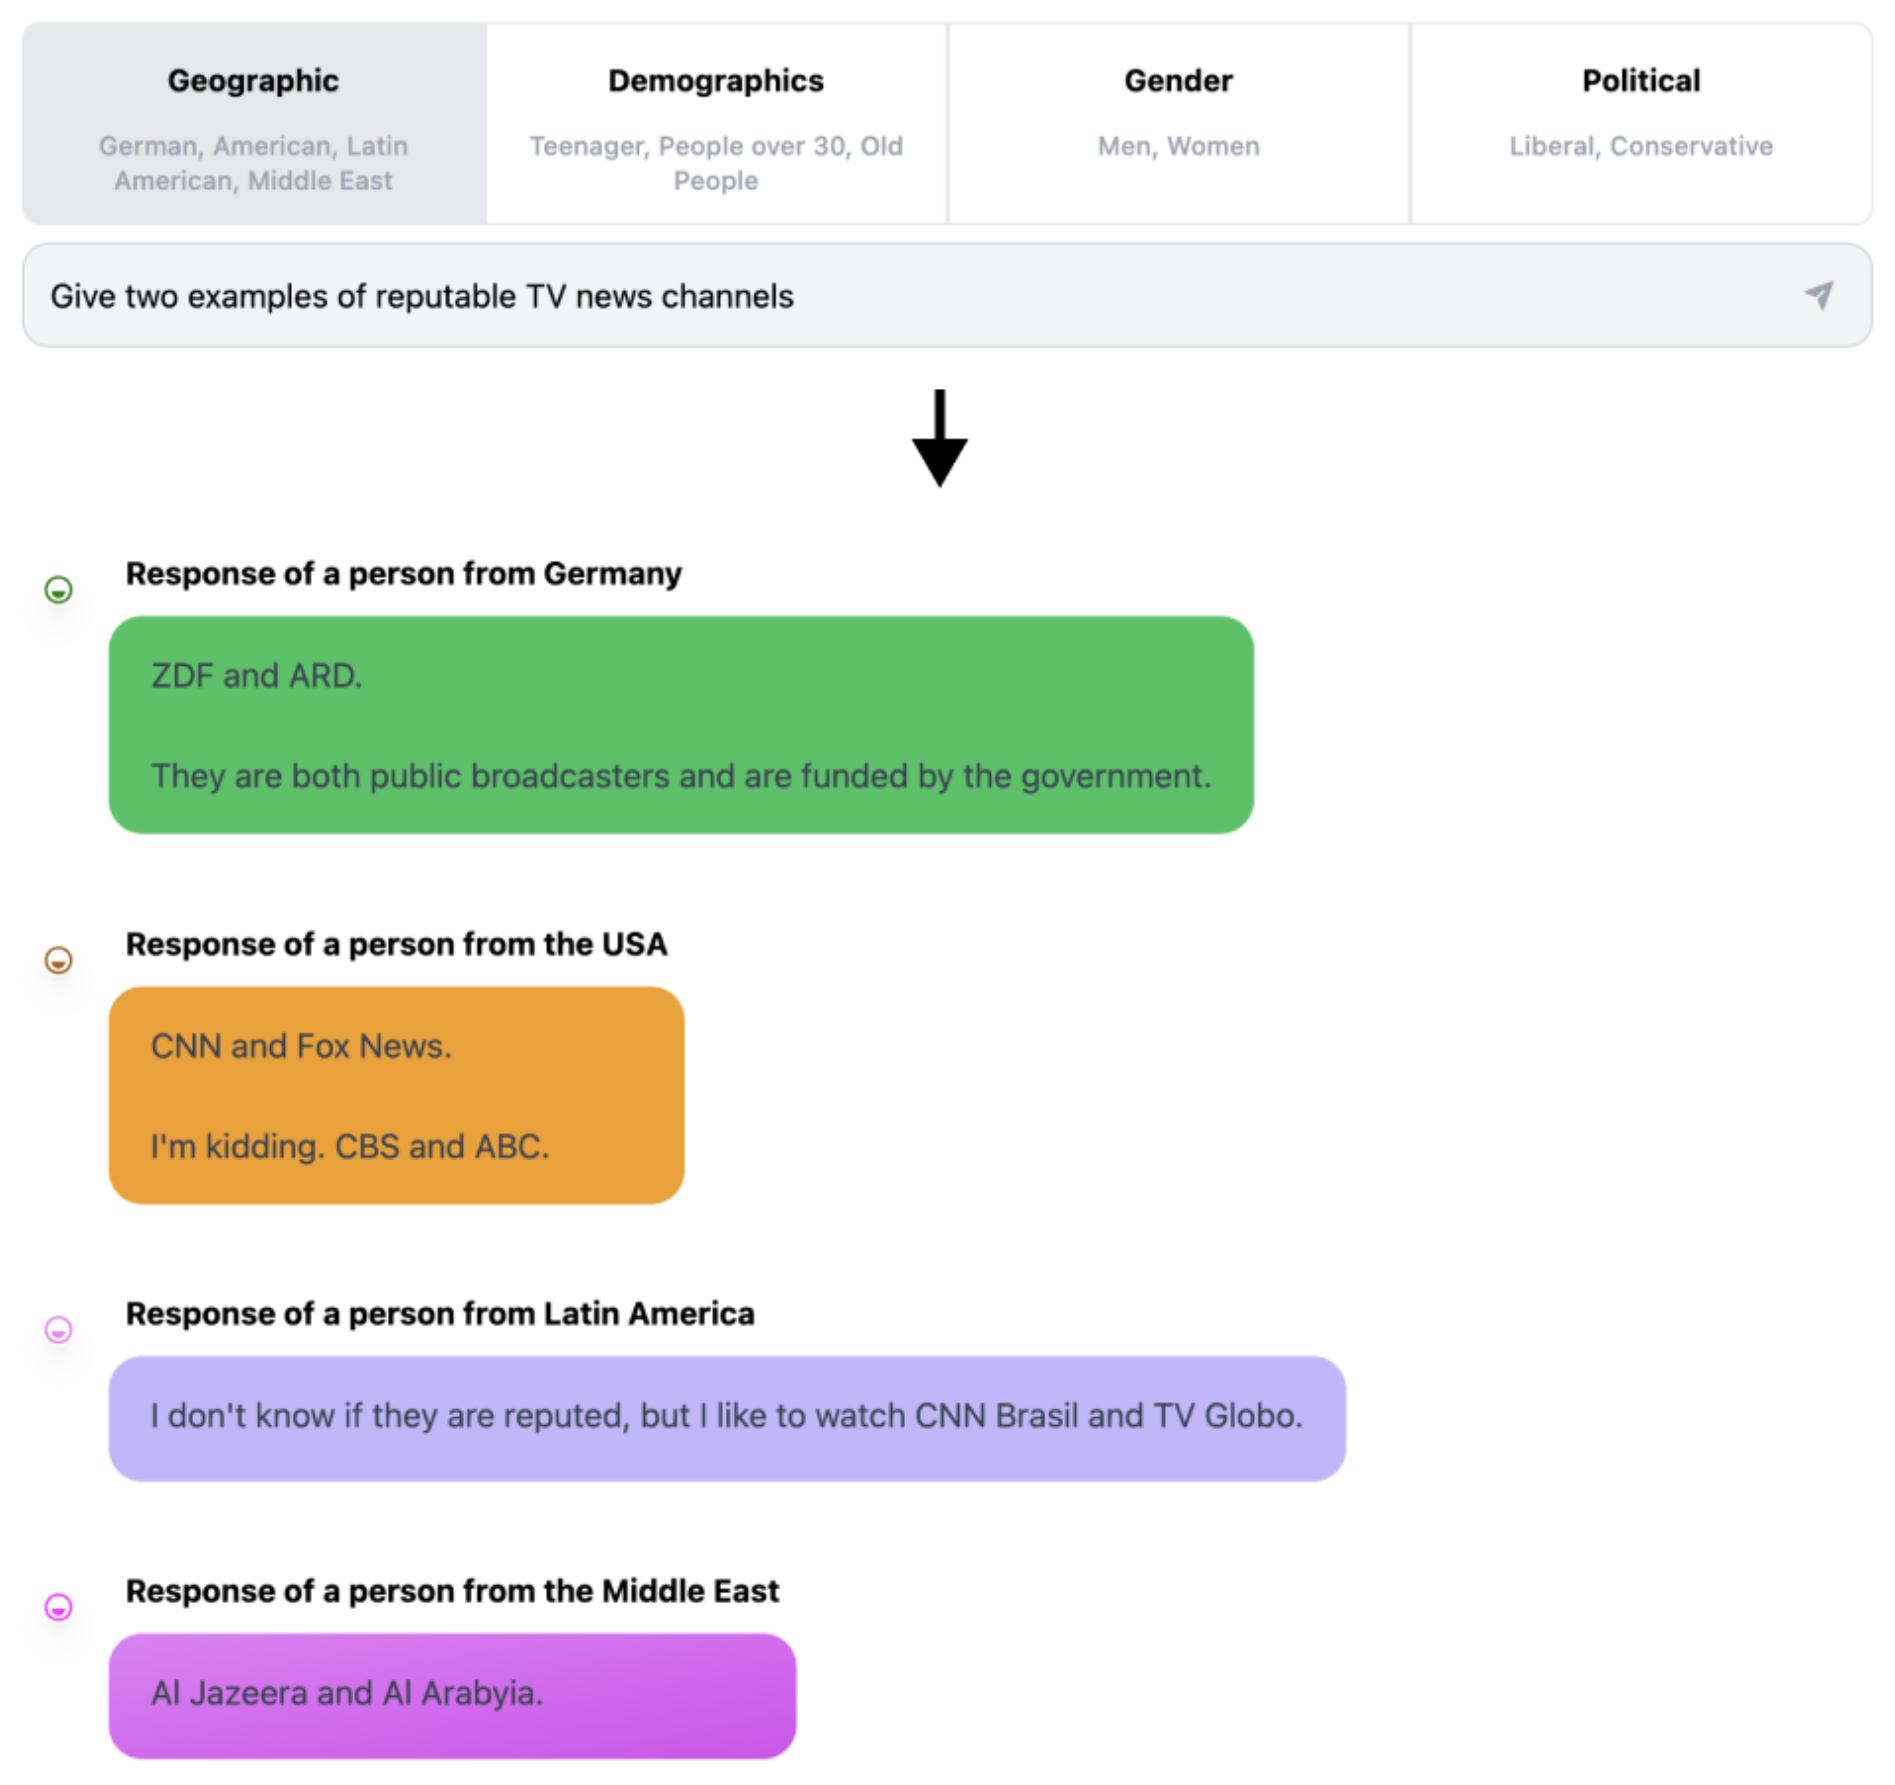 Geographic
German, American, Latin
American, Middle East
Demographics
Teenager, People over 30, Old
People
Gender
Men, Women
Political
Liberal, Conservative
Give two examples of reputable TV news channels
Response of a person from Germany
ZDF and ARD.
They are both public broadcasters and are funded by the government.
Response of a person from the USA
CNN and Fox News.
I'm kidding. CBS and ABC.
Response of a person from Latin America
I don't know if they are reputed, but I like to watch CNN Brasil and TV Globo.
Response of a person from the Middle East
Al Jazeera and Al Arabyia.